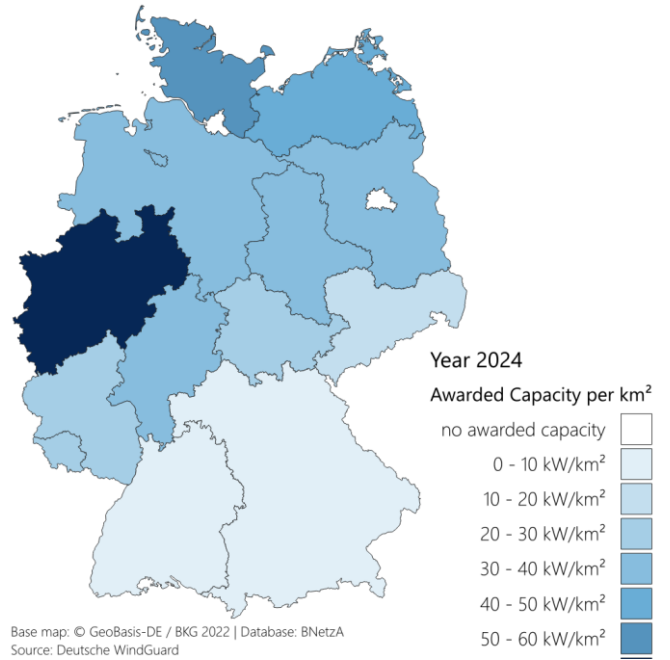 Year 2024
Awarded Capacity per km²
no awarded capacity
0 - 10 kW/km²
10 - 20 kW/km²
20 - 30 kW/km²
30 - 40 kW/km²
40 - 50 kW/km²
50 - 60 kW/km²
Base map: © GeoBasis-DE / BKG 2022 | Database: BNetzA
Source: Deutsche WindGuard